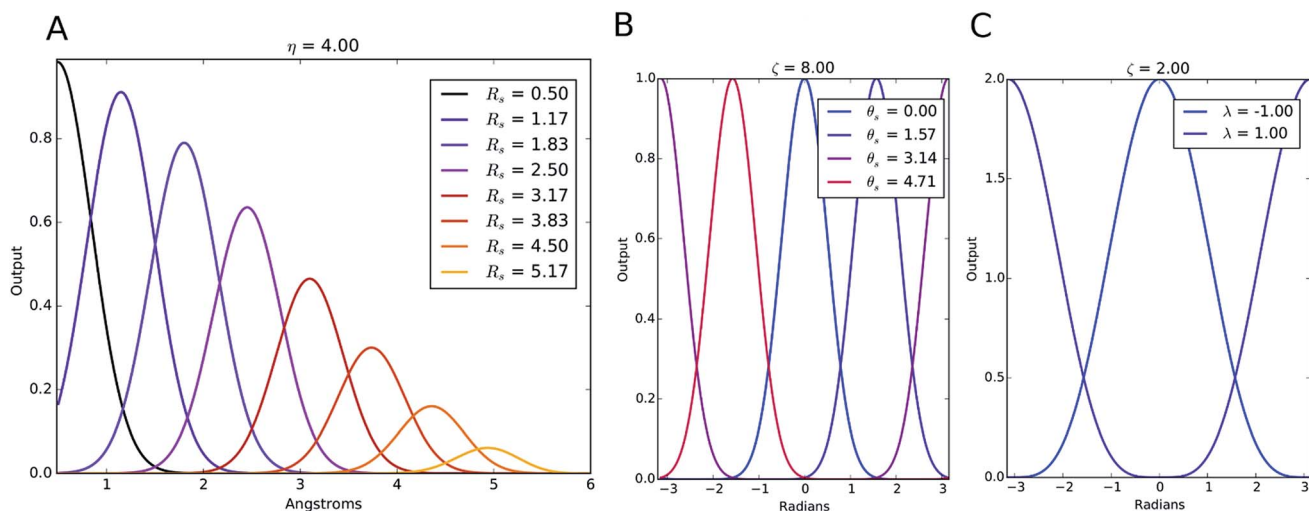 A
η = 4.00
Output
0.8
0.6
0.4
0.2
0.0
1
2
3
4
5
6
Angstroms
R_s = 0.50
R_s = 1.17
R_s = 1.83
R_s = 2.50
R_s = 3.17
R_s = 3.83
R_s = 4.50
R_s = 5.17
B
ζ = 8.00
Output
1.0
0.8
0.6
0.4
0.2
0.0
−3
−2
−1
0
1
2
3
Radians
θ_s = 0.00
θ_s = 1.57
θ_s = 3.14
θ_s = 4.71
C
ζ = 2.00
Output
2.0
1.5
1.0
0.5
0.0
−3
−2
−1
0
1
2
3
Radians
λ = -1.00
λ = 1.00